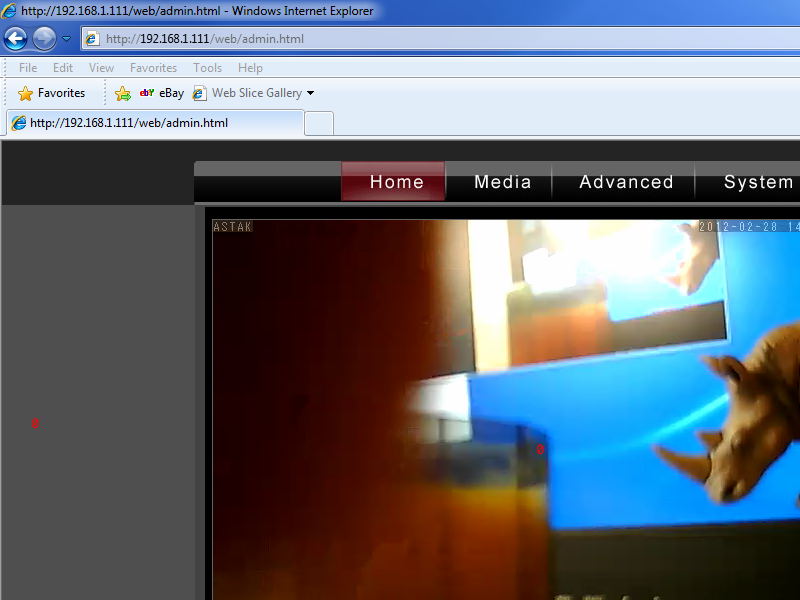 http://192.168.1.111/web/admin.html - Windows Internet Explorer
http://192.168.1.111/web/admin.html
File Edit View Favorites Tools Help
Favorites ebY eBay Web Slice Gallery
http://192.168.1.111/web/admin.html
Home Media Advanced System
ASTAK 2012-02-28 14
0
0